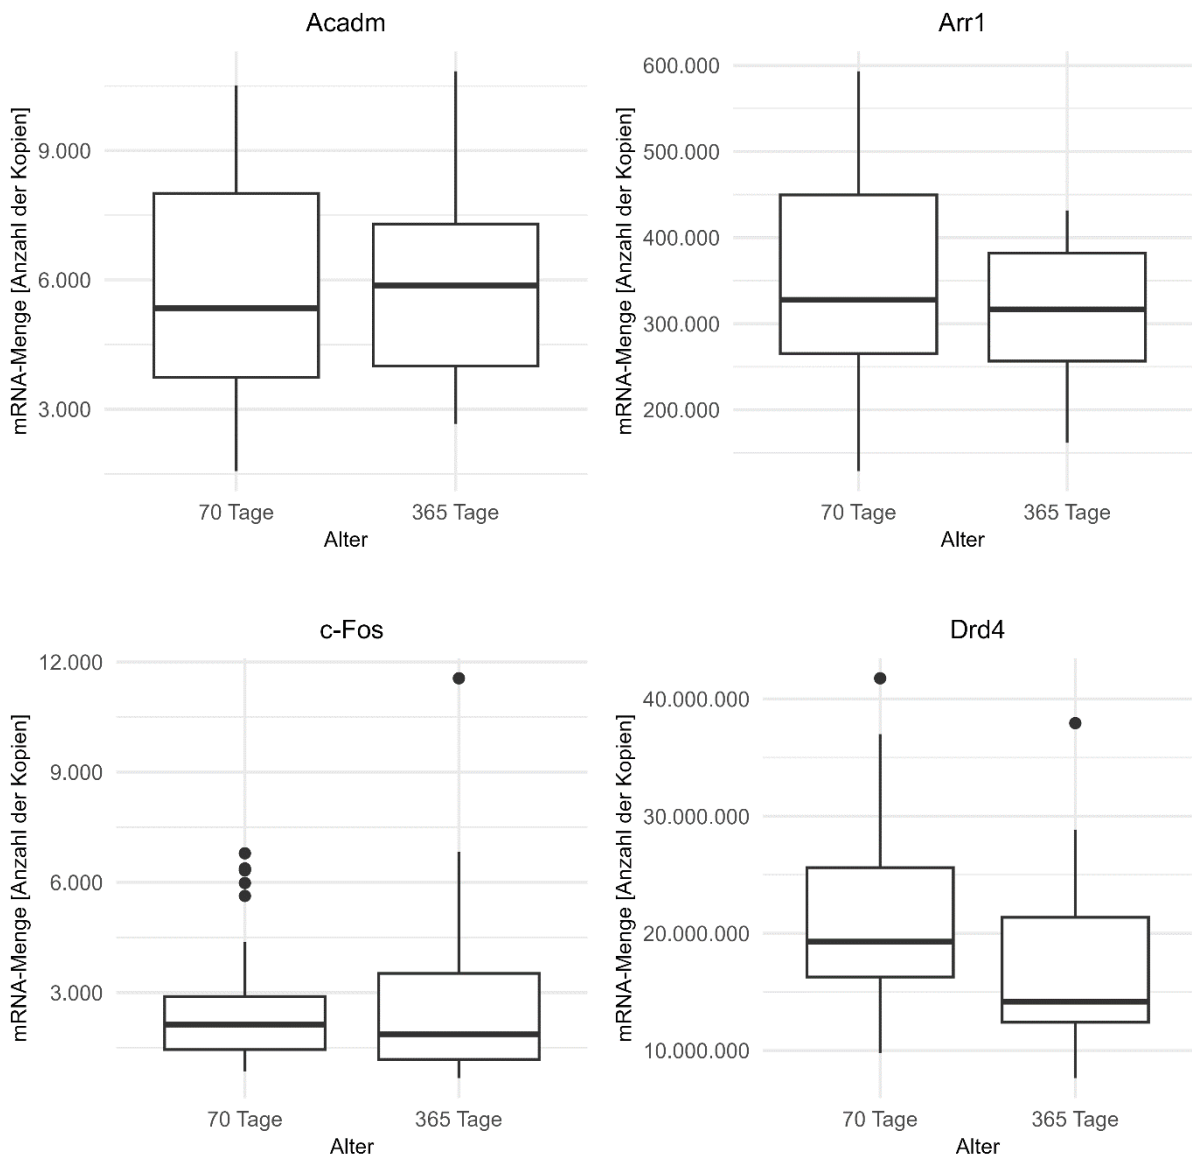 Acadm
mRNA-Menge [Anzahl der Kopien]
9.000
6.000
3.000
70 Tage
365 Tage
Alter
Arr1
mRNA-Menge [Anzahl der Kopien]
600.000
500.000
400.000
300.000
200.000
70 Tage
365 Tage
Alter
c-Fos
mRNA-Menge [Anzahl der Kopien]
12.000
9.000
6.000
3.000
70 Tage
365 Tage
Alter
Drd4
mRNA-Menge [Anzahl der Kopien]
40.000.000
30.000.000
20.000.000
10.000.000
70 Tage
365 Tage
Alter